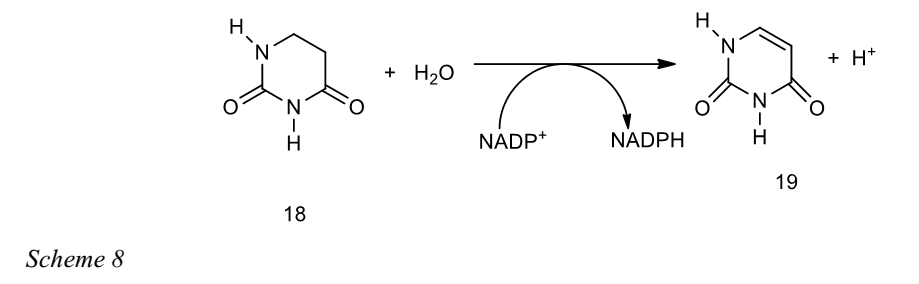 H
N
O
N
H
O
+ H₂O
NADP⁺
NADPH
H
N
O
N
H
O
+ H⁺
18
19
Scheme 8